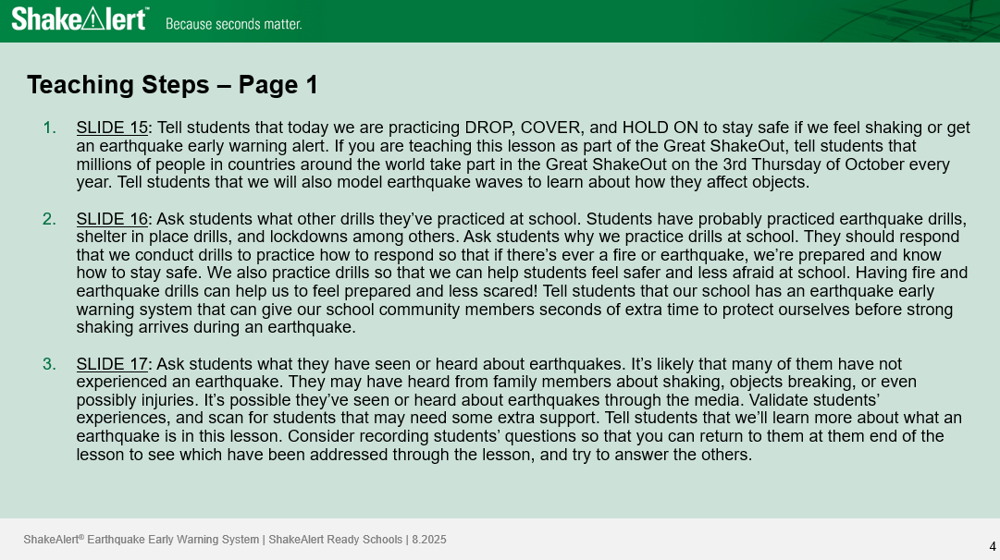 ShakeAlert™ Because seconds matter.
Teaching Steps – Page 1
1. SLIDE 15: Tell students that today we are practicing DROP, COVER, and HOLD ON to stay safe if we feel shaking or get
an earthquake early warning alert. If you are teaching this lesson as part of the Great ShakeOut, tell students that
millions of people in countries around the world take part in the Great ShakeOut on the 3rd Thursday of October every
year. Tell students that we will also model earthquake waves to learn about how they affect objects.
2. SLIDE 16: Ask students what other drills they’ve practiced at school. Students have probably practiced earthquake drills,
shelter in place drills, and lockdowns among others. Ask students why we practice drills at school. They should respond
that we conduct drills to practice how to respond so that if there’s ever a fire or earthquake, we’re prepared and know
how to stay safe. We also practice drills so that we can help students feel safer and less afraid at school. Having fire and
earthquake drills can help us to feel prepared and less scared! Tell students that our school has an earthquake early
warning system that can give our school community members seconds of extra time to protect ourselves before strong
shaking arrives during an earthquake.
3. SLIDE 17: Ask students what they have seen or heard about earthquakes. It’s likely that many of them have not
experienced an earthquake. They may have heard from family members about shaking, objects breaking, or even
possibly injuries. It’s possible they’ve seen or heard about earthquakes through the media. Validate students’
experiences, and scan for students that may need some extra support. Tell students that we’ll learn more about what an
earthquake is in this lesson. Consider recording students’ questions so that you can return to them at them end of the
lesson to see which have been addressed through the lesson, and try to answer the others.
ShakeAlert® Earthquake Early Warning System | ShakeAlert Ready Schools | 8.2025
4